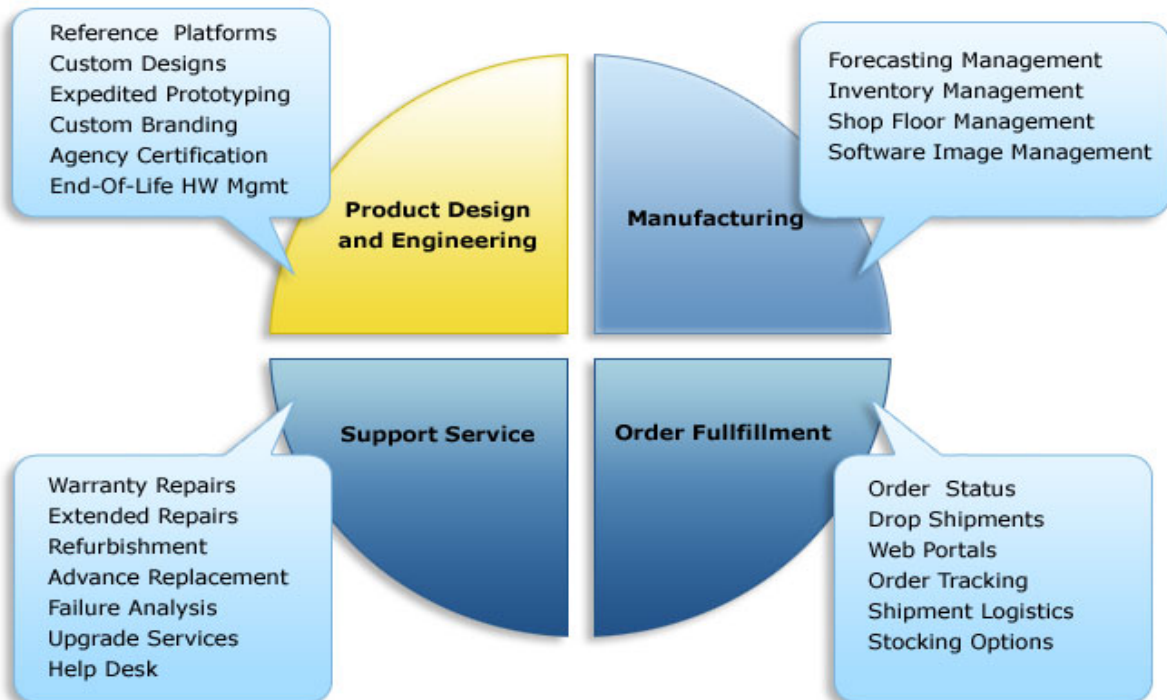 Reference Platforms
Custom Designs
Expedited Prototyping
Custom Branding
Agency Certification
End-Of-Life HW Mgmt
Product Design
and Engineering
Forecasting Management
Inventory Management
Shop Floor Management
Software Image Management
Manufacturing
Support Service
Warranty Repairs
Extended Repairs
Refurbishment
Advance Replacement
Failure Analysis
Upgrade Services
Help Desk
Order Fullfillment
Order Status
Drop Shipments
Web Portals
Order Tracking
Shipment Logistics
Stocking Options